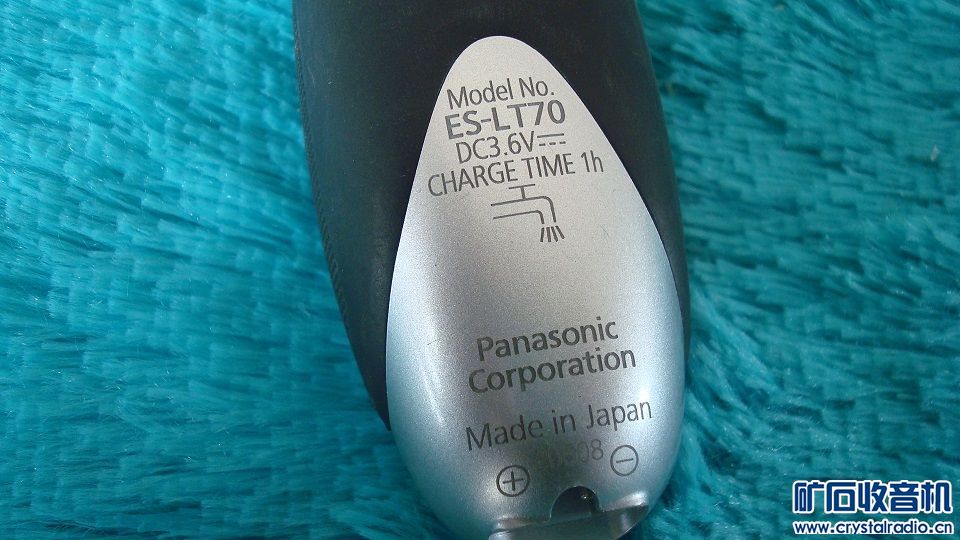 Model No.
ES-LT70
DC3.6V⎓
CHARGE TIME 1h
Panasonic
Corporation
Made in Japan
+ −
矿石收音机
www.crystalradio.cn